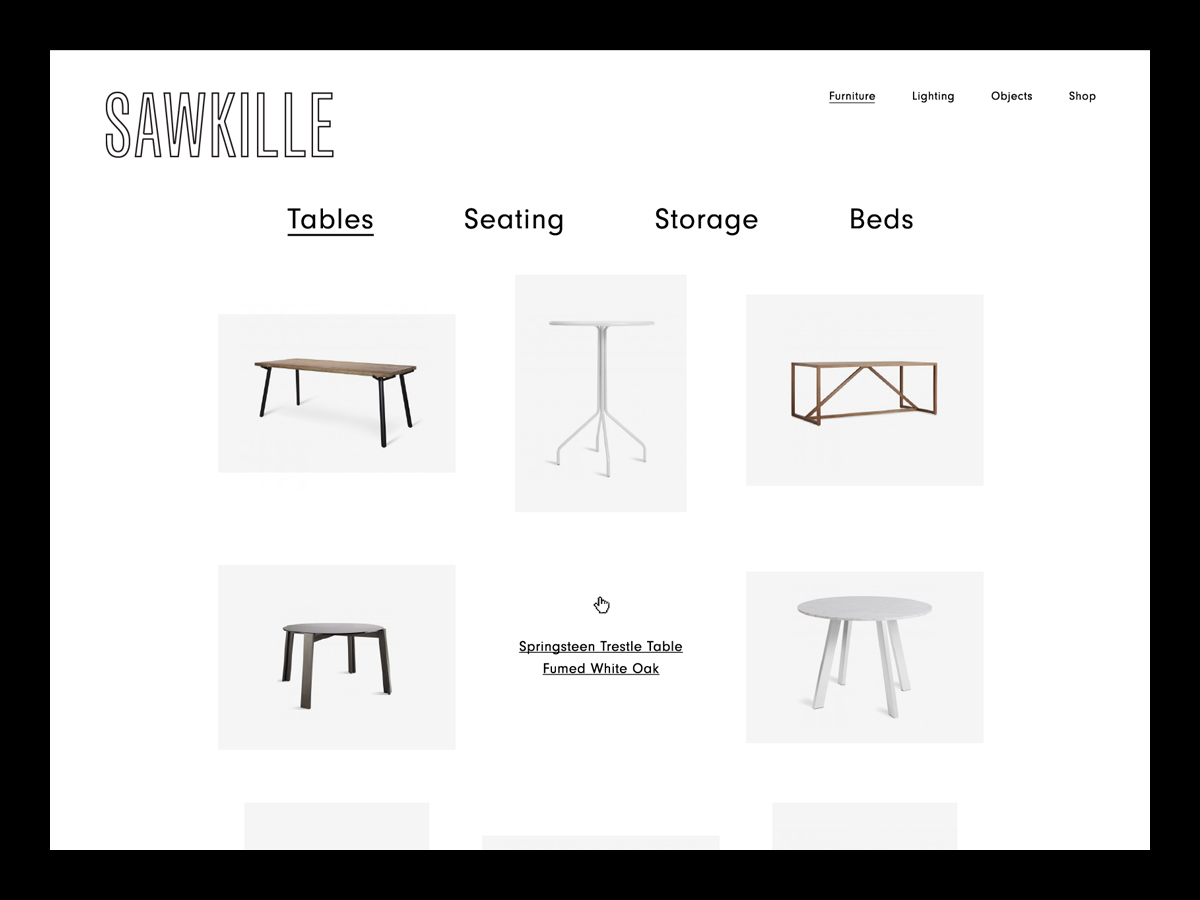 SAWKILLE
Furniture Lighting Objects Shop
Tables Seating Storage Beds
Springsteen Trestle Table
Fumed White Oak